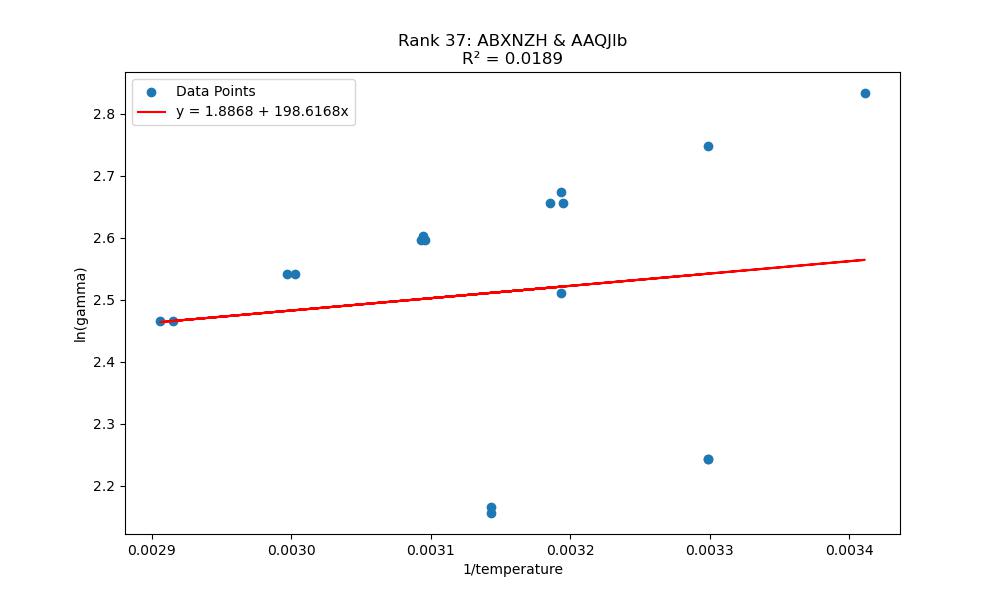 Rank 37: ABXNZH & AAQJlb
R² = 0.0189
Data Points
y = 1.8868 + 198.6168x
2.8
2.7
2.6
2.5
2.4
2.3
2.2
ln(gamma)
0.0029 0.0030 0.0031 0.0032 0.0033 0.0034
1/temperature